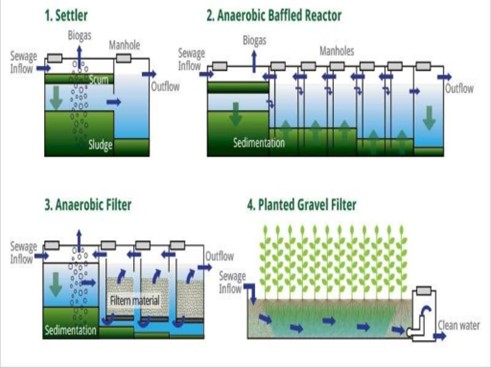 1. Settler
Biogas
Manhole
Sewage
Inflow
Scum
Outflow
Sludge
2. Anaerobic Baffled Reactor
Biogas
Manholes
Sewage
Inflow
Outflow
Sedimentation
3. Anaerobic Filter
Sewage
Inflow
Outflow
Filtern material
Sedimentation
4. Planted Gravel Filter
Sewage
Inflow
Clean water